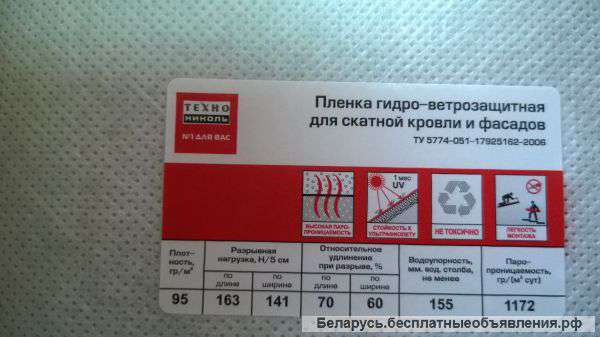 ТЕХНО
НИКОЛЬ
№1 ДЛЯ ВАС
Пленка гидро-ветрозащитная
для скатной кровли и фасадов
ТУ 5774-051-17925162-2006
ВЫСОКАЯ ПАРО-
ПРОНИЦАЕМОСТЬ
1 мес
UV
СТОЙКОСТЬ К
УЛЬТРАФИОЛЕТУ
НЕ ТОКСИЧНО
ЛЕГКОСТЬ
МОНТАЖА
Плот-
ность,
гр/м²
Разрывная
нагрузка, Н/5 см
по
длине
по
ширине
Относительное
удлинение
при разрыве, %
по
длине
по
ширине
Водоупорность,
мм. вод. столба,
не менее
Паро-
проницаемость,
гр/(м² сут)
95 163 141 70 60 155 1172
Беларусь.бесплатныеобъявления.рф